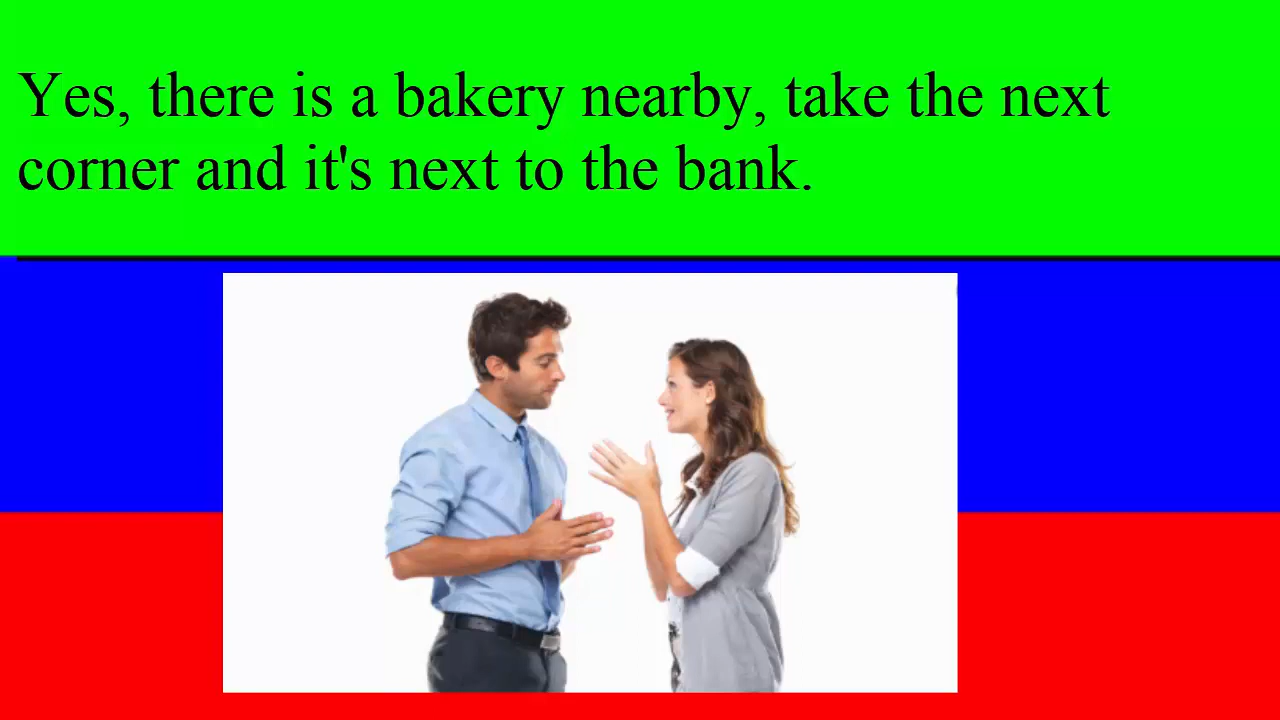 Yes, there is a bakery nearby, take the next
corner and it's next to the bank.